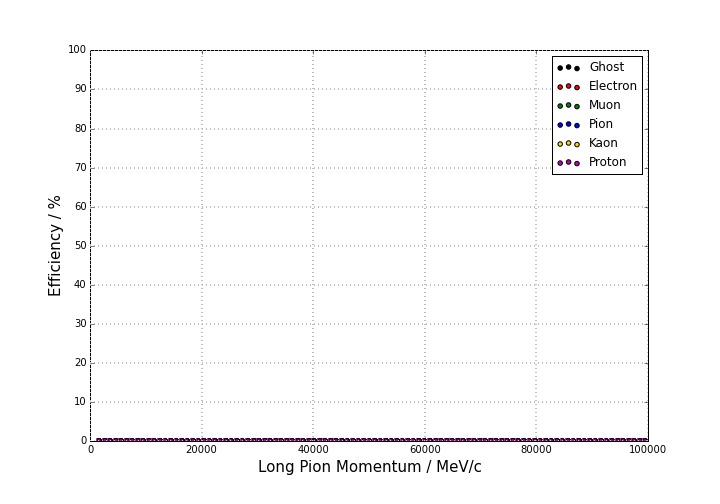 100
90
80
70
60
50
40
30
20
10
0
Efficiency / %
0 20000 40000 60000 80000 100000
Long Pion Momentum / MeV/c
Ghost
Electron
Muon
Pion
Kaon
Proton